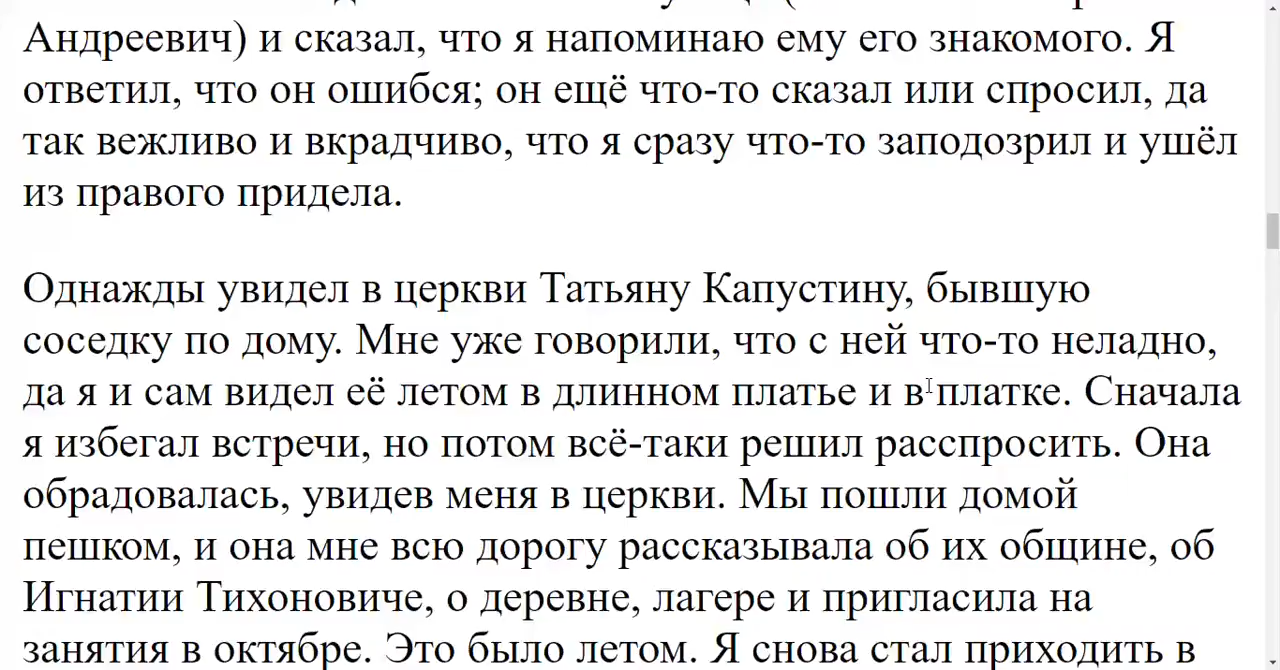 Андреевич) и сказал, что я напоминаю ему его знакомого. Я
ответил, что он ошибся; он ещё что-то сказал или спросил, да
так вежливо и вкрадчиво, что я сразу что-то заподозрил и ушёл
из правого придела.
Однажды увидел в церкви Татьяну Капустину, бывшую
соседку по дому. Мне уже говорили, что с ней что-то неладно,
да я и сам видел её летом в длинном платье и в платке. Сначала
я избегал встречи, но потом всё-таки решил расспросить. Она
обрадовалась, увидев меня в церкви. Мы пошли домой
пешком, и она мне всю дорогу рассказывала об их общине, об
Игнатии Тихоновиче, о деревне, лагере и пригласила на
занятия в октябре. Это было летом. Я снова стал приходить в